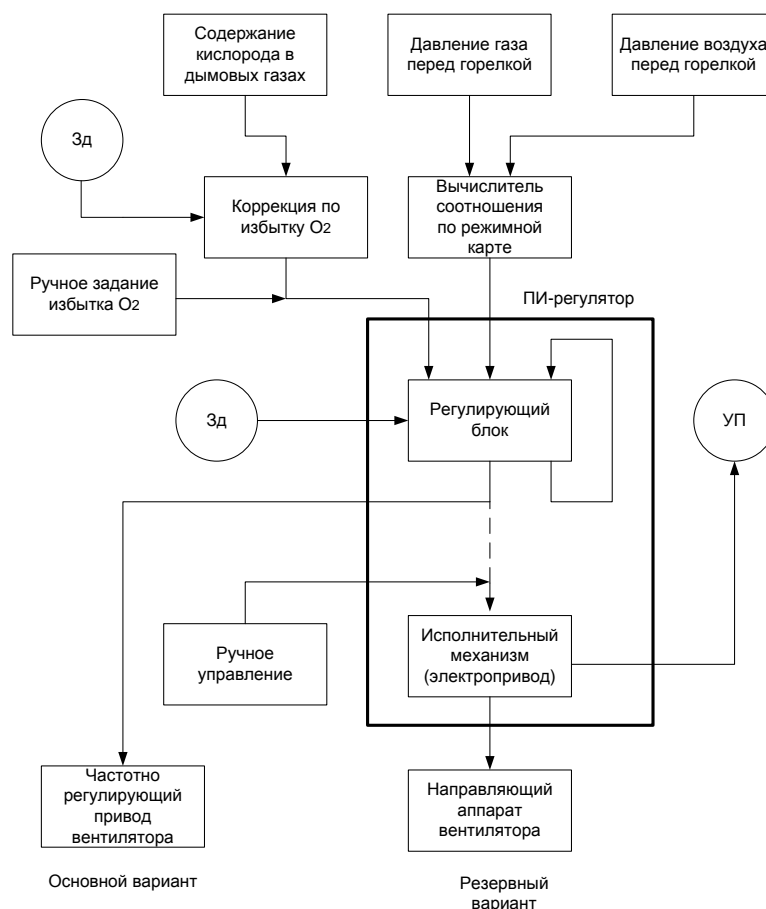 Содержание
кислорода в
дымовых газах
Давление газа
перед горелкой
Давление воздуха
перед горелкой
Зд
Коррекция по
избытку O2
Вычислитель
соотношения
по режимной
карте
Ручное задание
избытка O2
ПИ-регулятор
Зд
Регулирующий
блок
УП
Ручное
управление
Исполнительный
механизм
(электропривод)
Частотно
регулирующий
привод
вентилятора
Направляющий
аппарат
вентилятора
Основной вариант
Резервный
вариант